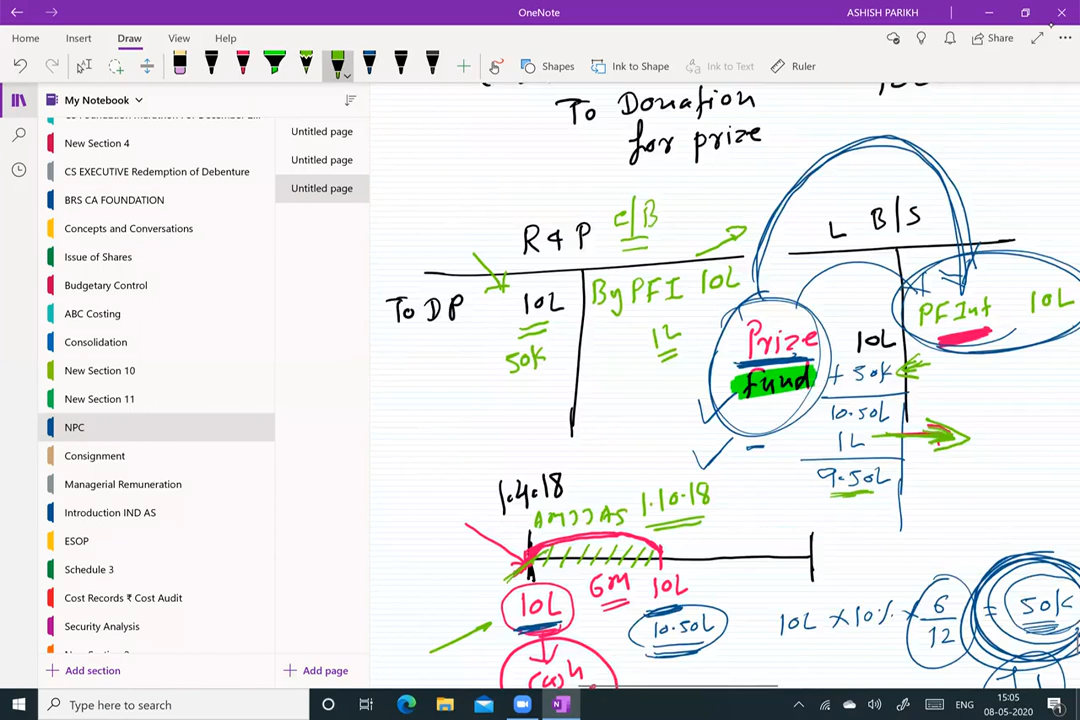 OneNote
ASHISH PARIKH
Home
Insert
Draw
View
Help
Share
Shapes
Ink to Shape
Ink to Text
Ruler
My Notebook
New Section 4
CS EXECUTIVE Redemption of Debenture
BRS CA FOUNDATION
Concepts and Conversations
Issue of Shares
Budgetary Control
ABC Costing
Consolidation
New Section 10
New Section 11
NPC
Consignment
Managerial Remuneration
Introduction IND AS
ESOP
Schedule 3
Cost Records ₹ Cost Audit
Security Analysis
Add section
Untitled page
Untitled page
Untitled page
Add page
To Donation
for prize
R & P C/B
To DP 10L By PFI 10L
50K 1L
L B/S
Prize 10L PF Int 10L
Fund + 50K
10.50L
- 1L
9.50L
1.4.18
AMJJAS 1.10.18
10L 6M 10L
10.50L
Cash
10L × 10% × 6/12 = 50K
Type here to search
ENG
15:05
08-05-2020
1